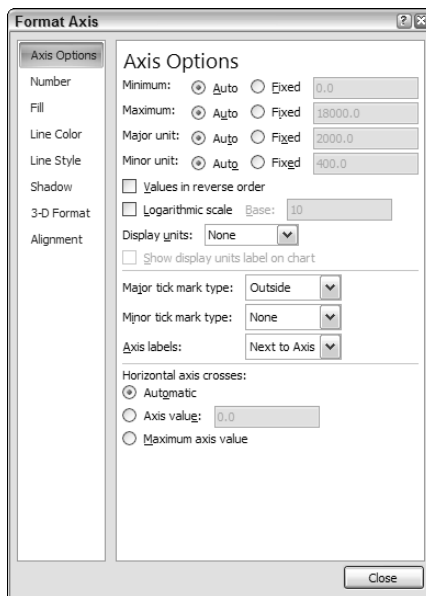 Format Axis
Axis Options
Number
Fill
Line Color
Line Style
Shadow
3-D Format
Alignment
Axis Options
Minimum: Auto Fixed 0.0
Maximum: Auto Fixed 18000.0
Major unit: Auto Fixed 2000.0
Minor unit: Auto Fixed 400.0
Values in reverse order
Logarithmic scale Base: 10
Display units: None
Show display units label on chart
Major tick mark type: Outside
Minor tick mark type: None
Axis labels: Next to Axis
Horizontal axis crosses:
Automatic
Axis value: 0.0
Maximum axis value
Close